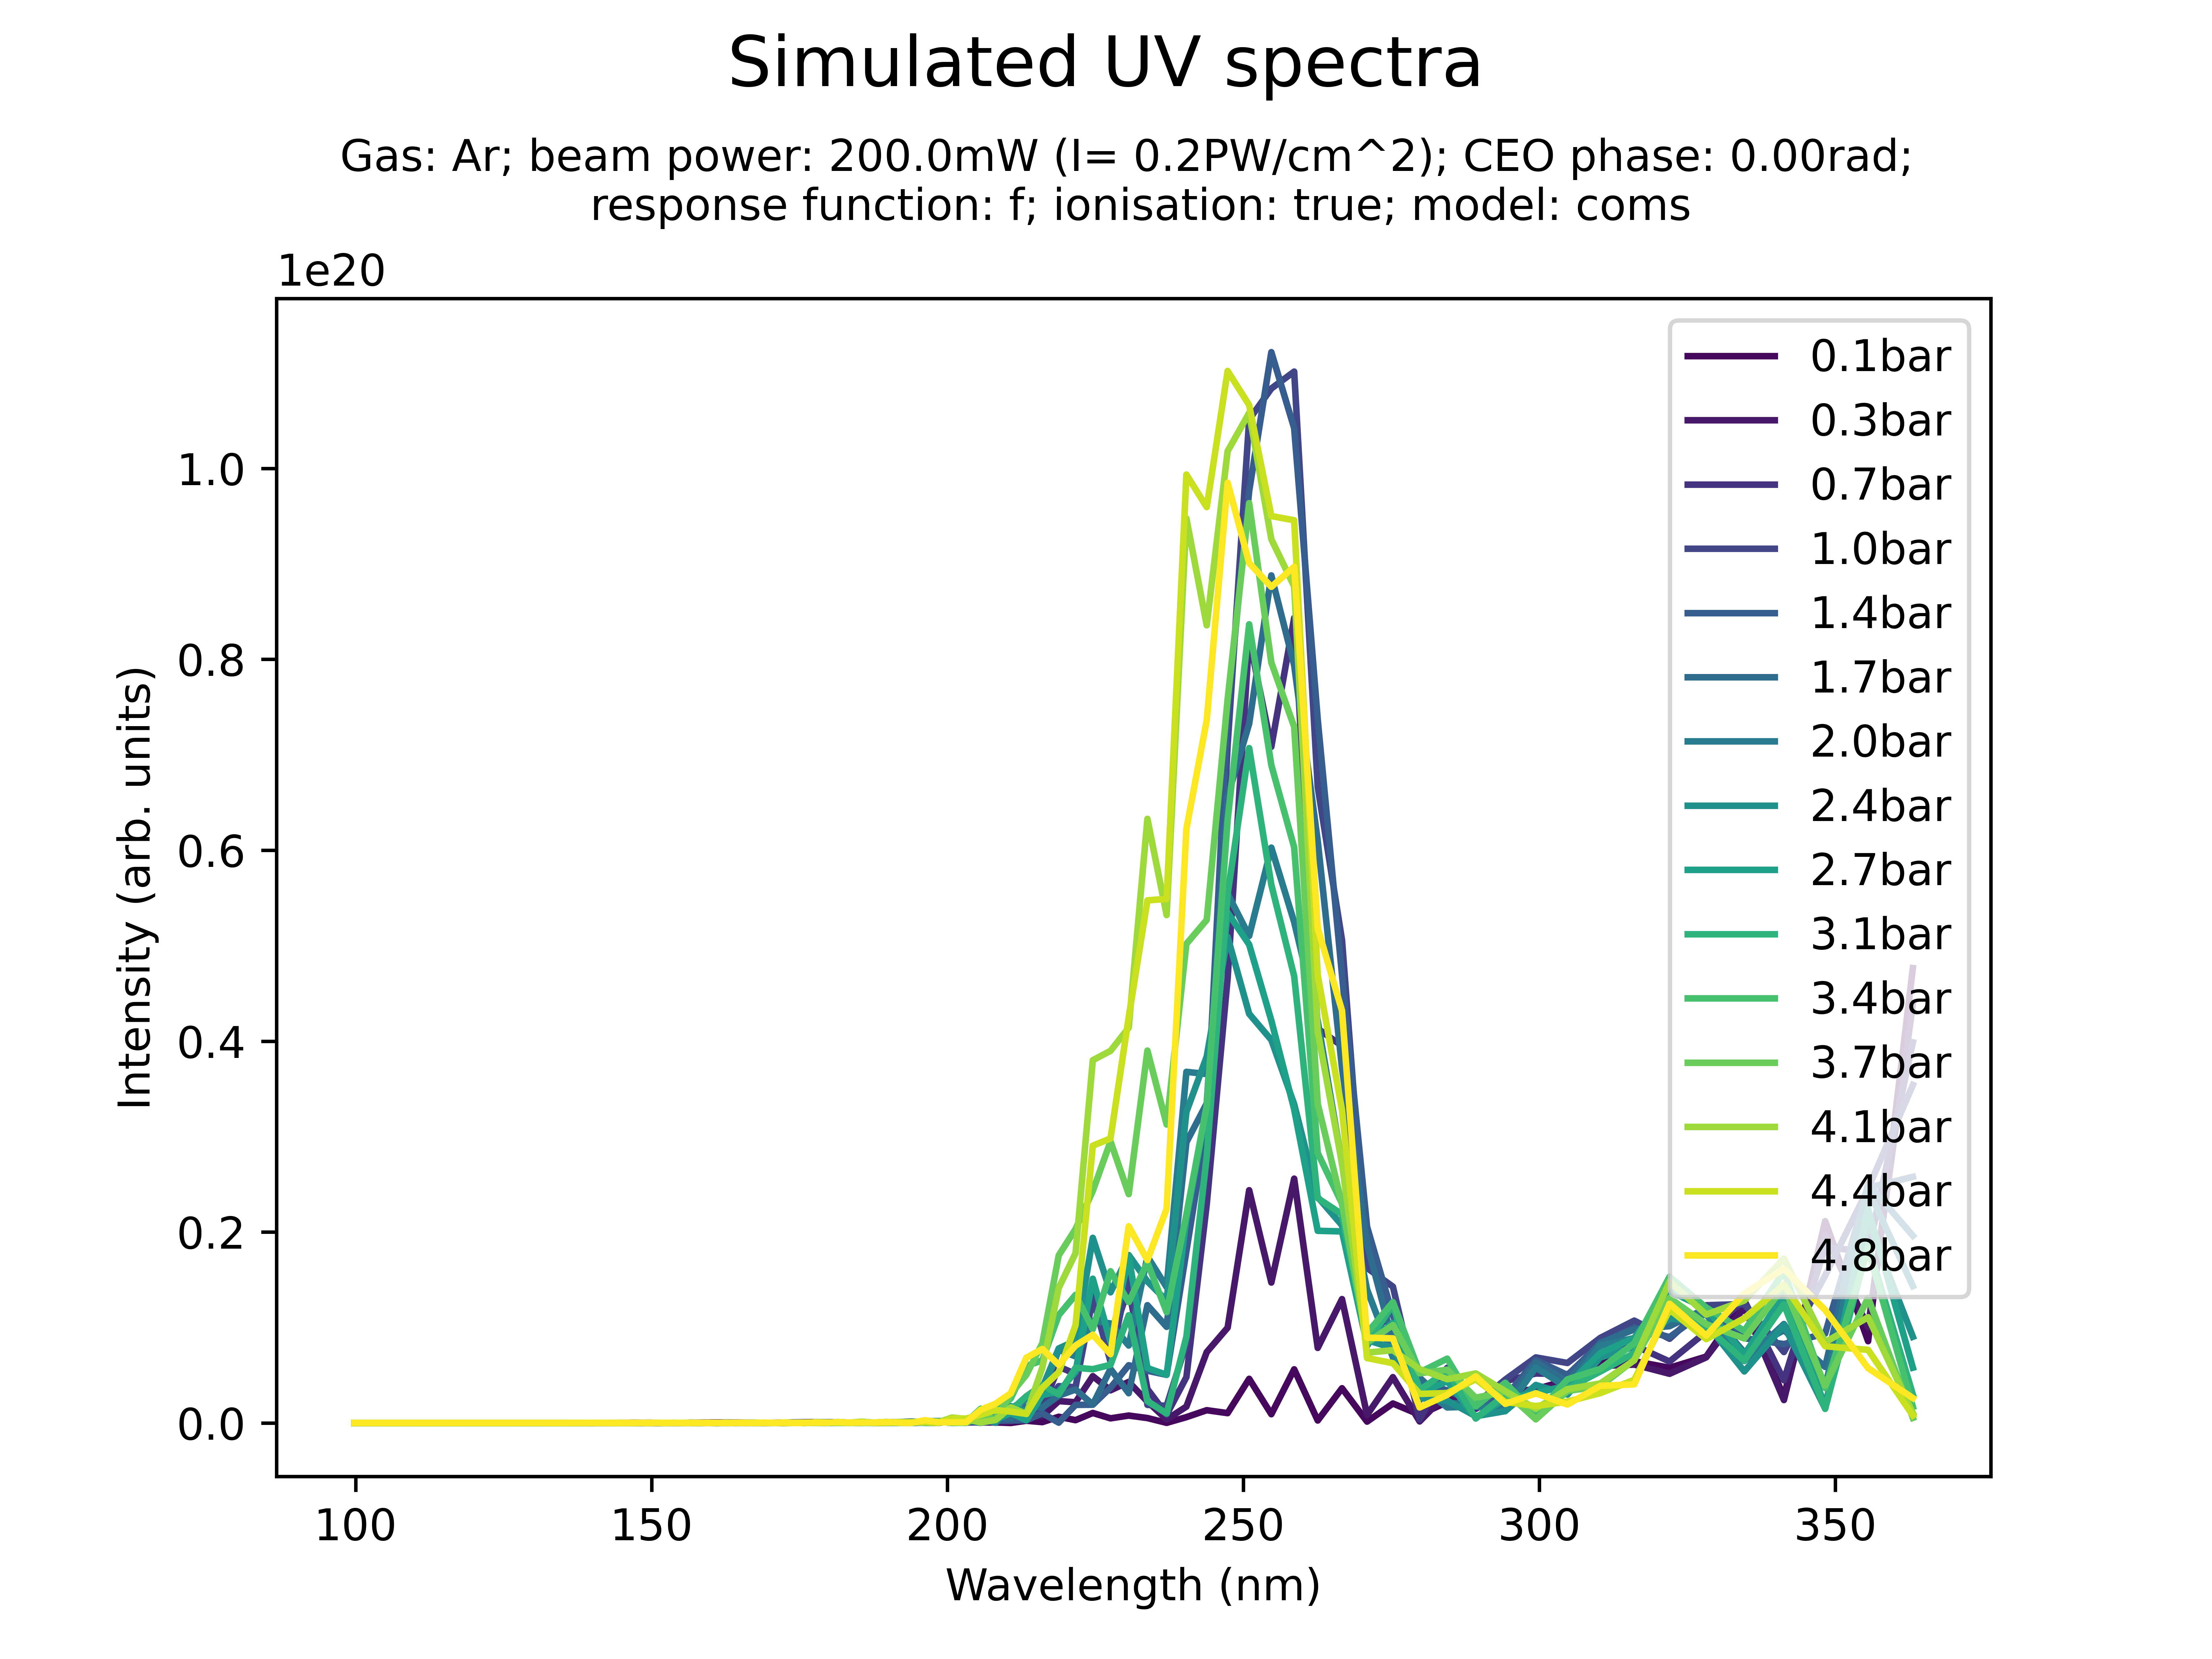 Simulated UV spectra
Gas: Ar; beam power: 200.0mW (I= 0.2PW/cm^2); CEO phase: 0.00rad;
response function: f; ionisation: true; model: coms
1e20
1.0
0.8
0.6
0.4
0.2
0.0
Intensity (arb. units)
0.1bar
0.3bar
0.7bar
1.0bar
1.4bar
1.7bar
2.0bar
2.4bar
2.7bar
3.1bar
3.4bar
3.7bar
4.1bar
4.4bar
4.8bar
100 150 200 250 300 350
Wavelength (nm)